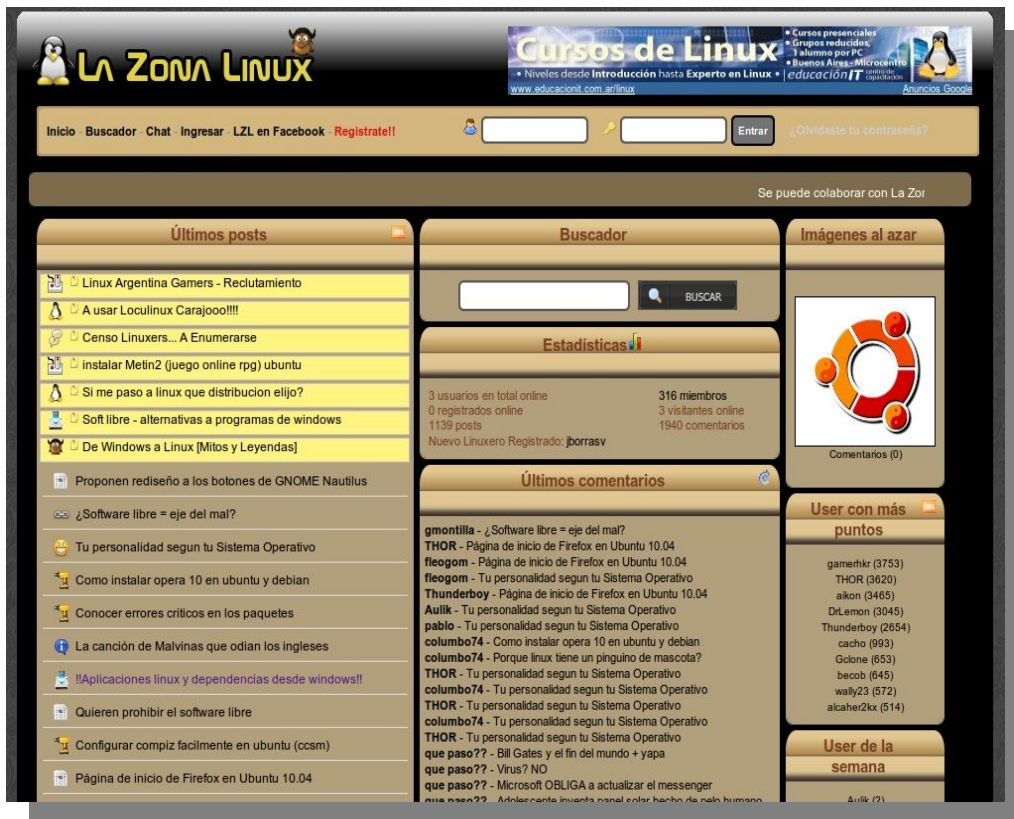 LA ZONA LINUX
Cursos de Linux
• Niveles desde Introducción hasta Experto en Linux •
• Cursos presenciales
• Grupos reducidos,
1 alumno por PC
• Buenos Aires - Microcentro
educaciónIT centro de capacitación
www.educacionit.com.ar/linux
Anuncios Google
Inicio - Buscador - Chat - Ingresar - LZL en Facebook - Registrate!!
Entrar
¿Olvidaste tu contraseña?
Se puede colaborar con La Zor
Últimos posts
Linux Argentina Gamers - Reclutamiento
A usar Loculinux Carajooo!!!!
Censo Linuxers... A Enumerarse
instalar Metin2 (juego online rpg) ubuntu
Si me paso a linux que distribucion elijo?
Soft libre - alternativas a programas de windows
De Windows a Linux [Mitos y Leyendas]
Proponen rediseño a los botones de GNOME Nautilus
¿Software libre = eje del mal?
Tu personalidad segun tu Sistema Operativo
Como instalar opera 10 en ubuntu y debian
Conocer errores criticos en los paquetes
La canción de Malvinas que odian los ingleses
!!Aplicaciones linux y dependencias desde windows!!
Quieren prohibir el software libre
Configurar compiz facilmente en ubuntu (ccsm)
Página de inicio de Firefox en Ubuntu 10.04
Buscador
BUSCAR
Estadísticas
3 usuarios en total online
316 miembros
0 registrados online
3 visitantes online
1139 posts
1940 comentarios
Nuevo Linuxero Registrado: jborrasv
Últimos comentarios
gmontilla - ¿Software libre = eje del mal?
THOR - Página de inicio de Firefox en Ubuntu 10.04
fleogom - Página de inicio de Firefox en Ubuntu 10.04
fleogom - Tu personalidad segun tu Sistema Operativo
Thunderboy - Página de inicio de Firefox en Ubuntu 10.04
Aulik - Tu personalidad segun tu Sistema Operativo
pablo - Tu personalidad segun tu Sistema Operativo
columbo74 - Como instalar opera 10 en ubuntu y debian
columbo74 - Porque linux tiene un pinguino de mascota?
THOR - Tu personalidad segun tu Sistema Operativo
columbo74 - Tu personalidad segun tu Sistema Operativo
THOR - Tu personalidad segun tu Sistema Operativo
columbo74 - Tu personalidad segun tu Sistema Operativo
THOR - Tu personalidad segun tu Sistema Operativo
que paso?? - Bill Gates y el fin del mundo + yapa
que paso?? - Virus? NO
que paso?? - Microsoft OBLIGA a actualizar el messenger
que paso?? - Adolescente inventa panel solar hecho de pelo humano
Imágenes al azar
Comentarios (0)
User con más
puntos
gamerhkr (3753)
THOR (3620)
aikon (3465)
DrLemon (3045)
Thunderboy (2654)
cacho (993)
Gclone (653)
becob (645)
wally23 (572)
alcaher2kx (514)
User de la
semana
Aulik (2)